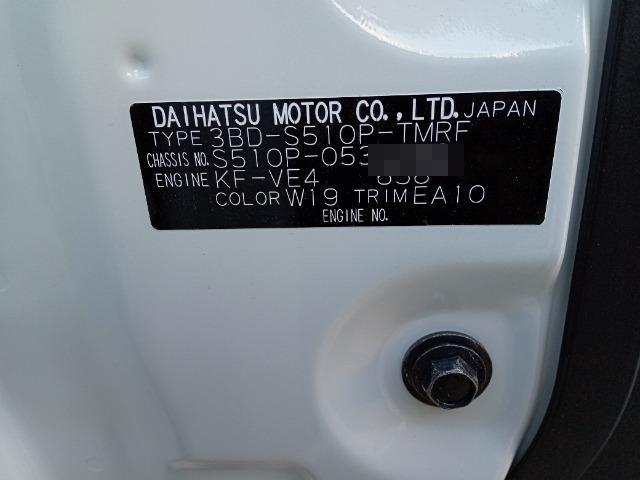 DAIHATSU MOTOR CO.,LTD. JAPAN
TYPE 3BD-S510P-TMRF
CHASSIS NO. S510P-053
ENGINE KF-VE4 658
COLOR W19 TRIM EA10
ENGINE NO.